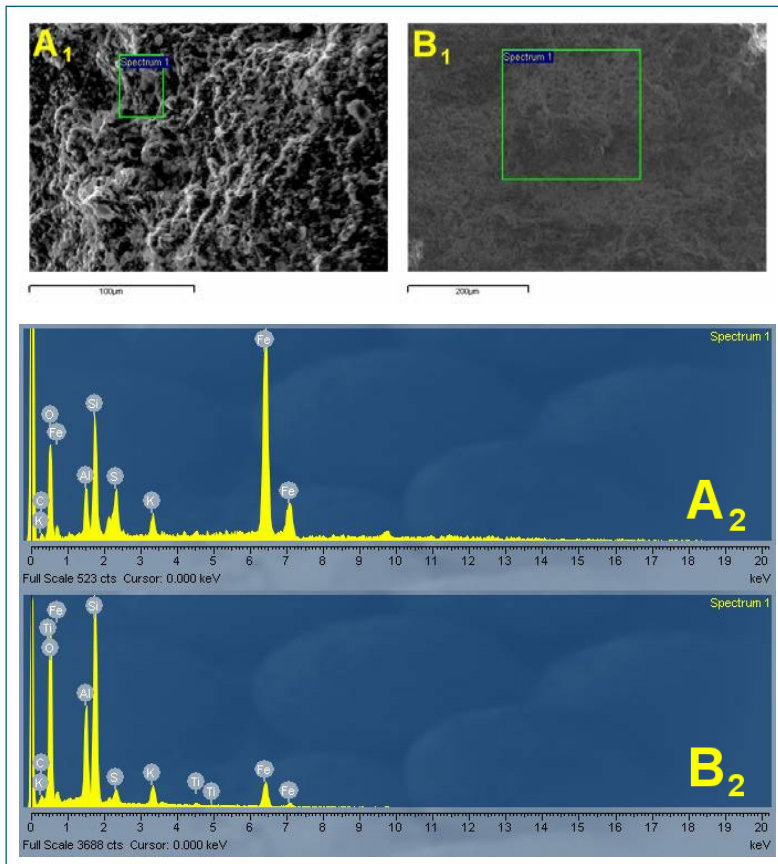 A1
Spectrum 1
100µm
B1
Spectrum 1
200µm
Spectrum 1
Fe
O
Fe
Si
Al
S
C
K
K
Fe
A2
0 1 2 3 4 5 6 7 8 9 10 11 12 13 14 15 16 17 18 19 20
Full Scale 523 cts Cursor: 0.000 keV
keV
Spectrum 1
Fe
Si
Ti
O
Al
C
K
S
K
Ti
Ti
Fe
Fe
B2
0 1 2 3 4 5 6 7 8 9 10 11 12 13 14 15 16 17 18 19 20
Full Scale 3688 cts Cursor: 0.000 keV
keV